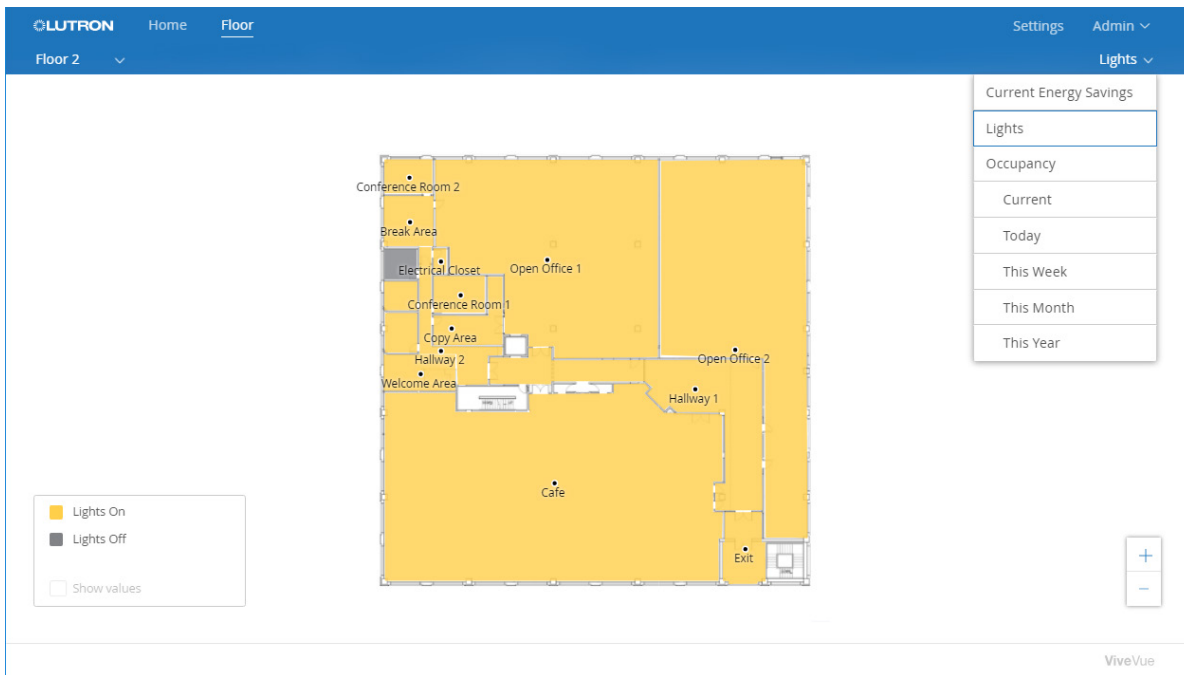 LUTRON Home Floor Settings Admin
Floor 2 Lights
Current Energy Savings
Lights
Occupancy
Current
Today
This Week
This Month
This Year
Conference Room 2
Break Area
Electrical Closet
Open Office 1
Conference Room 1
Copy Area
Hallway 2
Open Office 2
Welcome Area
Hallway 1
Cafe
Exit
Lights On
Lights Off
Show values
ViveVue